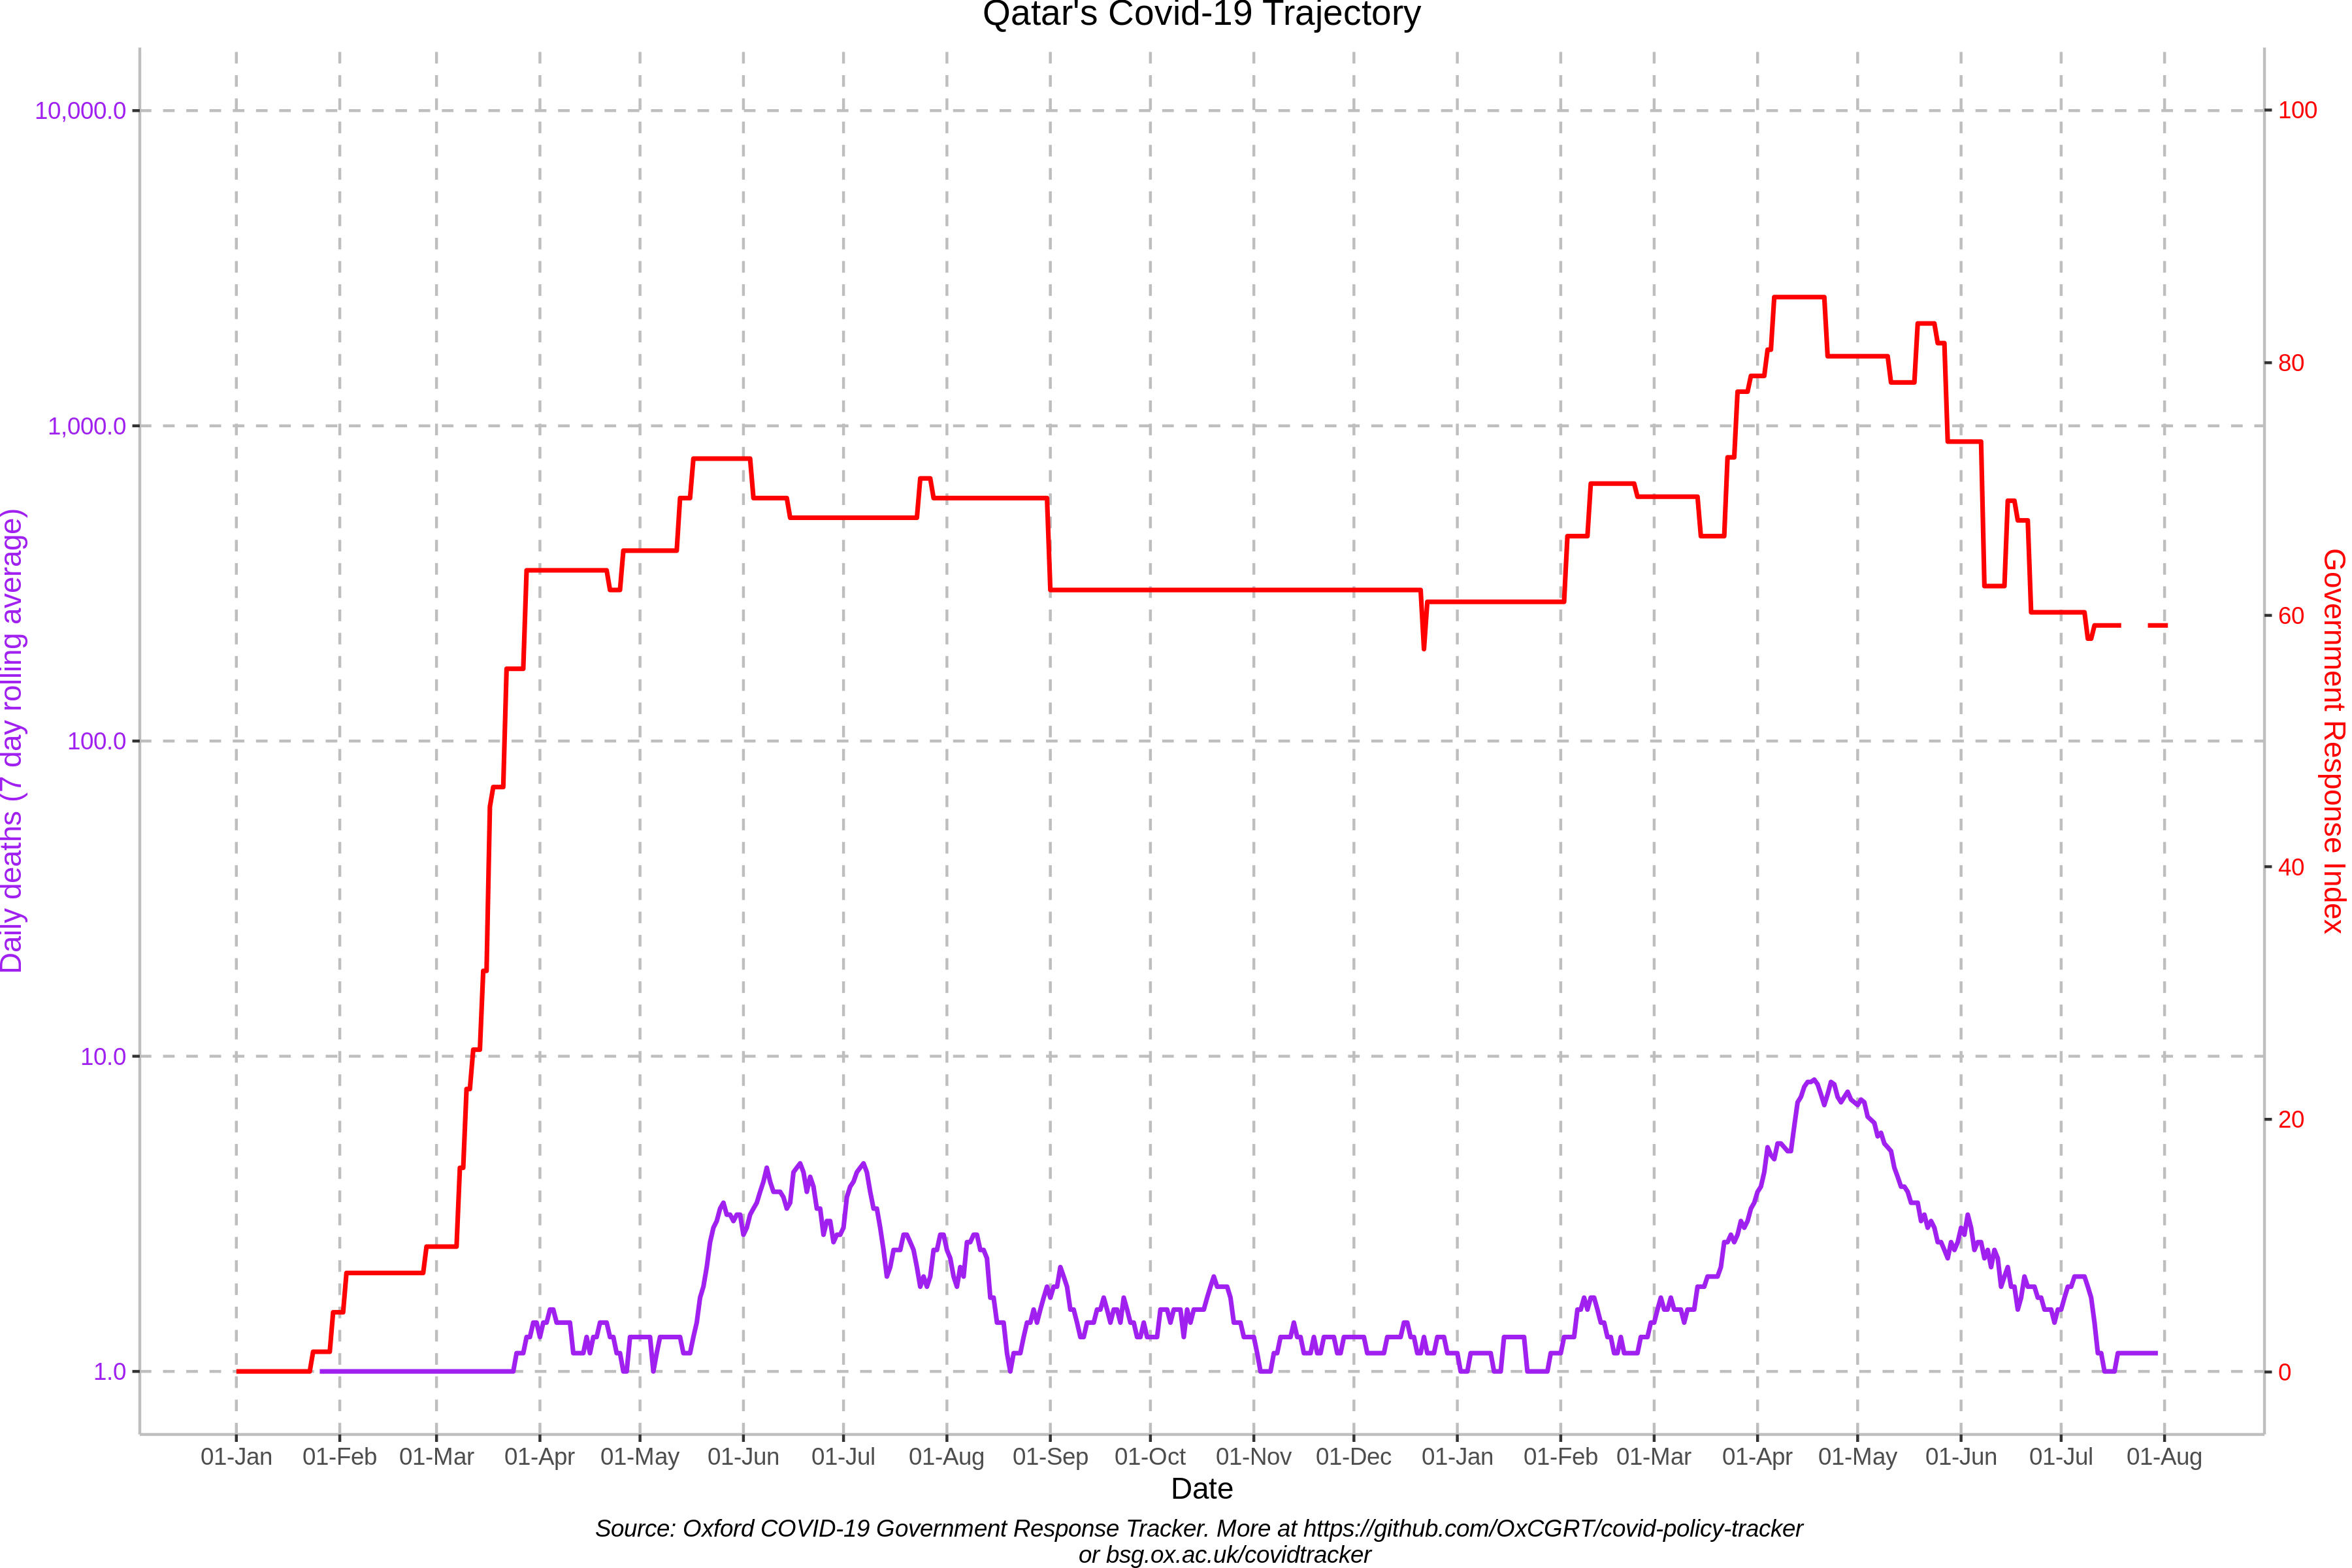 Qatar's Covid-19 Trajectory
10,000.0
1,000.0
100.0
10.0
1.0
Daily deaths (7 day rolling average)
100
80
60
40
20
0
Government Response Index
01-Jan 01-Feb 01-Mar 01-Apr 01-May 01-Jun 01-Jul 01-Aug 01-Sep 01-Oct 01-Nov 01-Dec 01-Jan 01-Feb 01-Mar 01-Apr 01-May 01-Jun 01-Jul 01-Aug
Date
Source: Oxford COVID-19 Government Response Tracker. More at https://github.com/OxCGRT/covid-policy-tracker
or bsg.ox.ac.uk/covidtracker